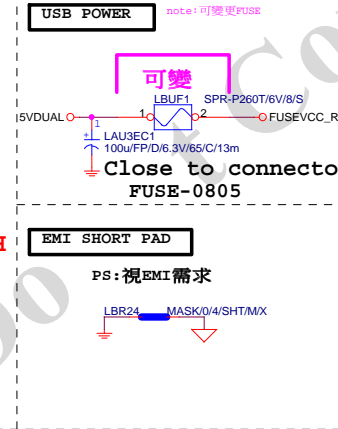 USB POWER
note:可變更FUSE
可變
LBUF1
SPR-P260T/6V/8/S
5VDUAL
1
2
FUSEVCC_R
1
+
LAU3EC1
100u/FP/D/6.3V/65/C/13m
Close to connecto
FUSE-0805
H
EMI SHORT PAD
PS:視EMI需求
LBR24
MASK/0/4/SHT/M/X